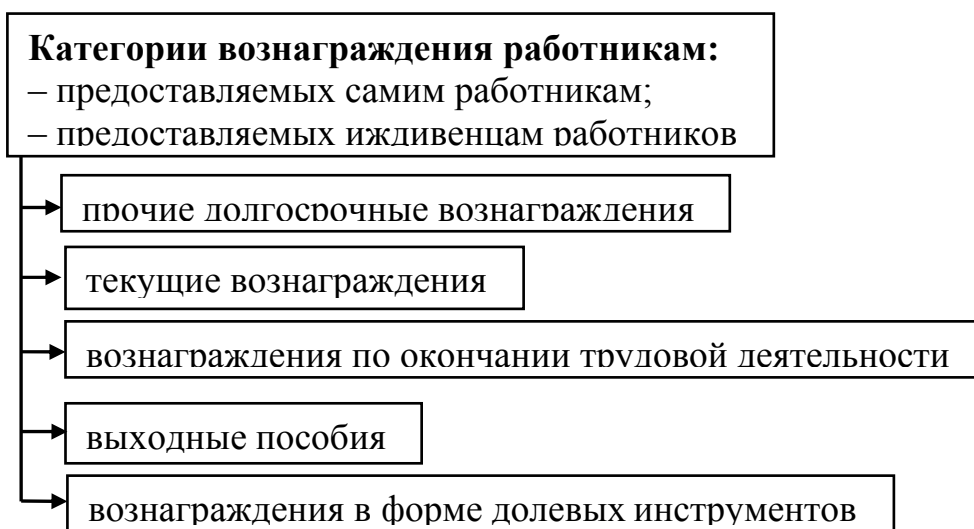 Категории вознаграждения работникам:
– предоставляемых самим работникам;
– предоставляемых иждивенцам работников
прочие долгосрочные вознаграждения
текущие вознаграждения
вознаграждения по окончании трудовой деятельности
выходные пособия
вознаграждения в форме долевых инструментов